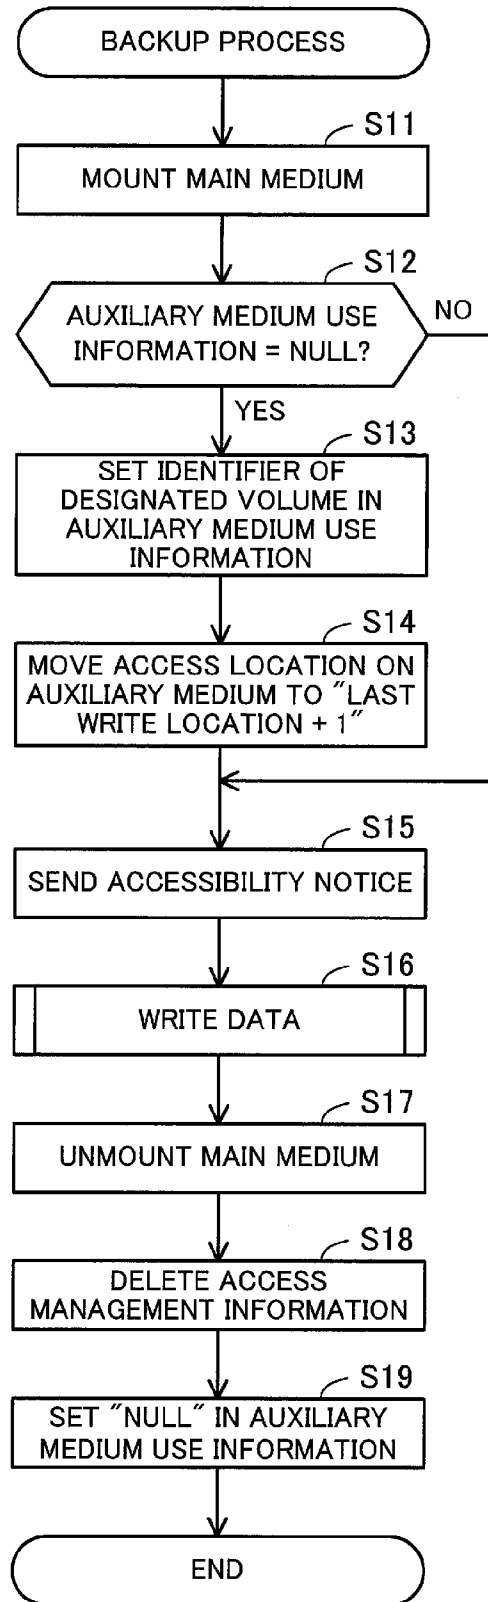 BACKUP PROCESS
S11
MOUNT MAIN MEDIUM
S12
AUXILIARY MEDIUM USE
INFORMATION = NULL?
NO
YES
S13
SET IDENTIFIER OF
DESIGNATED VOLUME IN
AUXILIARY MEDIUM USE
INFORMATION
S14
MOVE ACCESS LOCATION ON
AUXILIARY MEDIUM TO "LAST
WRITE LOCATION + 1"
S15
SEND ACCESSIBILITY NOTICE
S16
WRITE DATA
S17
UNMOUNT MAIN MEDIUM
S18
DELETE ACCESS
MANAGEMENT INFORMATION
S19
SET "NULL" IN AUXILIARY
MEDIUM USE INFORMATION
END